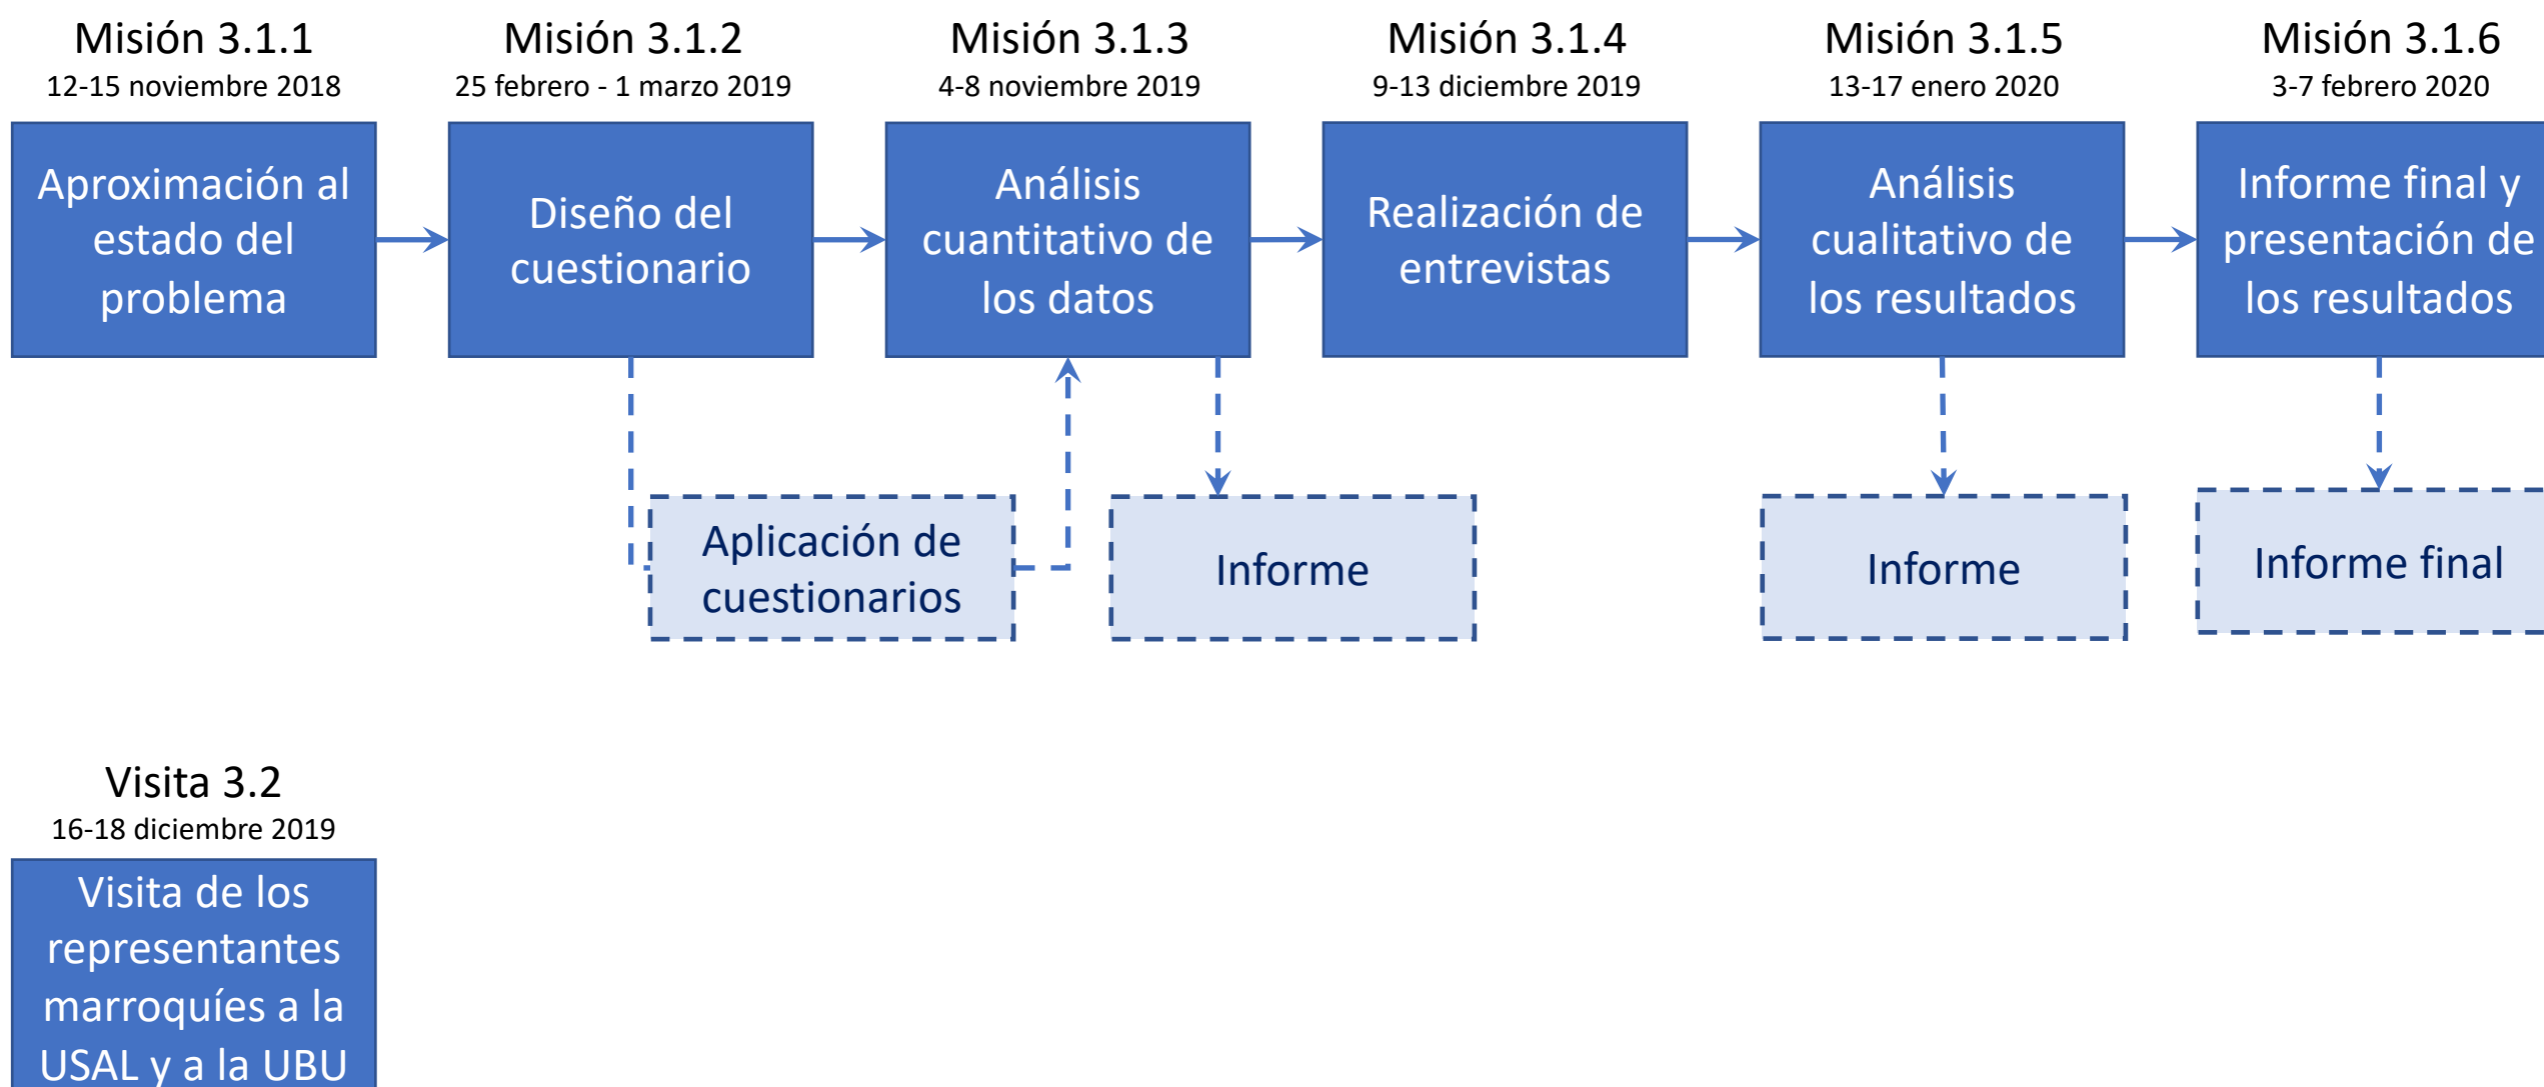 Misión 3.1.1
12-15 noviembre 2018
Aproximación al
estado del
problema
Misión 3.1.2
25 febrero - 1 marzo 2019
Diseño del
cuestionario
Misión 3.1.3
4-8 noviembre 2019
Análisis
cuantitativo de
los datos
Misión 3.1.4
9-13 diciembre 2019
Realización de
entrevistas
Misión 3.1.5
13-17 enero 2020
Análisis
cualitativo de
los resultados
Misión 3.1.6
3-7 febrero 2020
Informe final y
presentación de
los resultados
Aplicación de
cuestionarios
Informe
Informe
Informe final
Visita 3.2
16-18 diciembre 2019
Visita de los
representantes
marroquíes a la
USAL y a la UBU